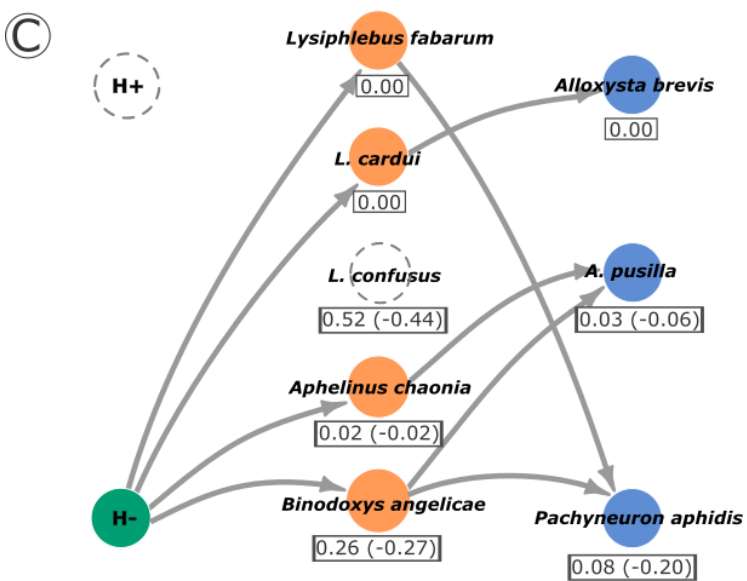 C
H+
Lysiphlebus fabarum
0.00
Alloxysta brevis
0.00
L. cardui
0.00
L. confusus
0.52 (-0.44)
A. pusilla
0.03 (-0.06)
Aphelinus chaonia
0.02 (-0.02)
H-
Binodoxys angelicae
0.26 (-0.27)
Pachyneuron aphidis
0.08 (-0.20)